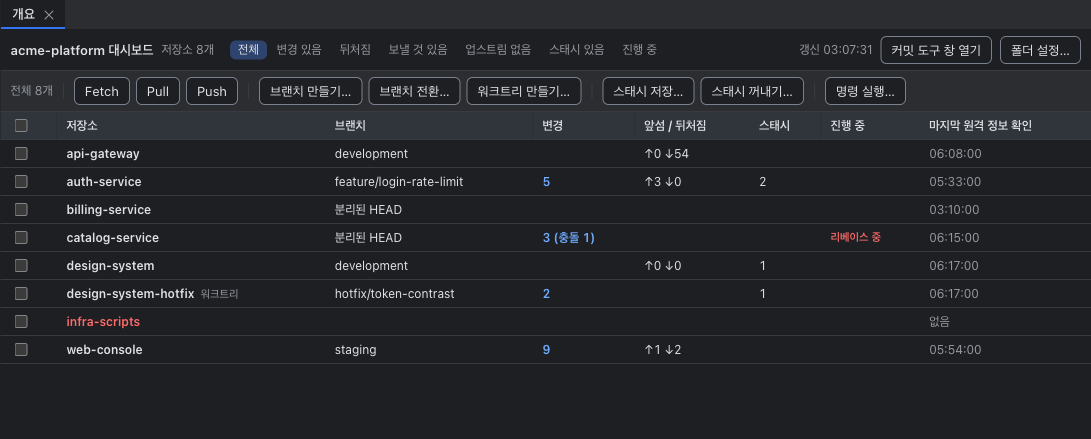 개요
acme-platform 대시보드 저장소 8개 전체 변경 있음 뒤처짐 보낼 것 있음 업스트림 없음 스태시 있음 진행 중 갱신 03:07:31 커밋 도구 창 열기 폴더 설정...
전체 8개 Fetch Pull Push 브랜치 만들기... 브랜치 전환... 워크트리 만들기... 스태시 저장... 스태시 꺼내기... 명령 실행...
저장소 브랜치 변경 앞섬 / 뒤처짐 스태시 진행 중 마지막 원격 정보 확인
api-gateway development ↑0 ↓54 06:08:00
auth-service feature/login-rate-limit 5 ↑3 ↓0 2 05:33:00
billing-service 분리된 HEAD 03:10:00
catalog-service 분리된 HEAD 3 (충돌 1) 리베이스 중 06:15:00
design-system development ↑0 ↓0 1 06:17:00
design-system-hotfix 워크트리 hotfix/token-contrast 2 1 06:17:00
infra-scripts 없음
web-console staging 9 ↑1 ↓2 05:54:00